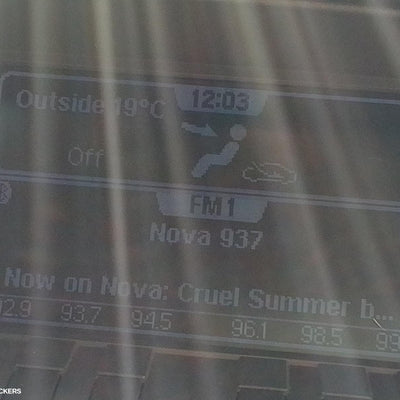 Outside 19°C 12:03
Off
FM1
Nova 937
Now on Nova: Cruel Summer b...
93.7 94.5 96.1 98.5
CKERS